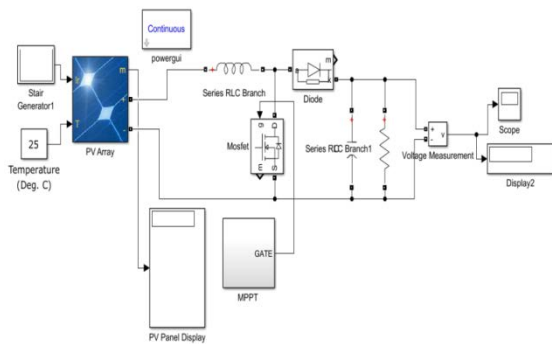 Continuous
powergui
Stair
Generator1
Ir
T
m
+
-
PV Array
25
Temperature
(Deg. C)
Series RLC Branch
a
k
m
Diode
g
D
Mosfet
m
S
Series RLC Branch1
+
-
v
Voltage Measurement
Scope
Display2
GATE
MPPT
PV Panel Display